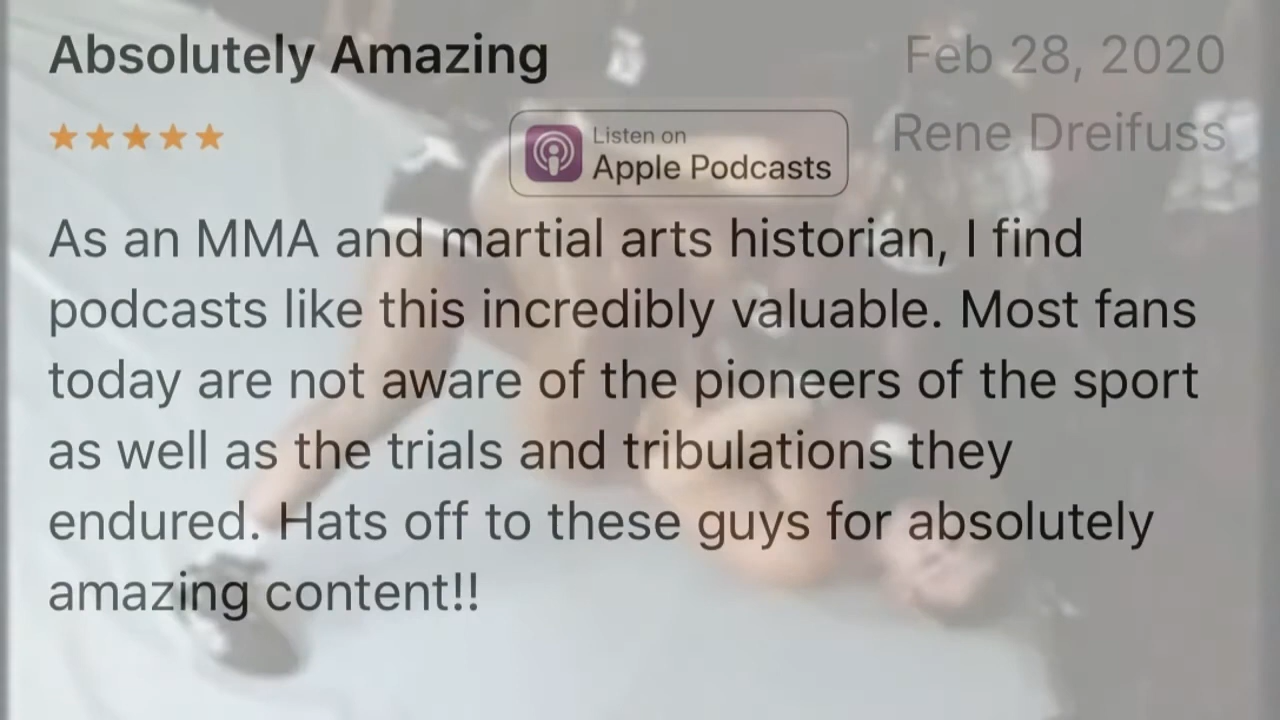 Absolutely Amazing
Feb 28, 2020
Listen on
Apple Podcasts
Rene Dreifuss
As an MMA and martial arts historian, I find
podcasts like this incredibly valuable. Most fans
today are not aware of the pioneers of the sport
as well as the trials and tribulations they
endured. Hats off to these guys for absolutely
amazing content!!